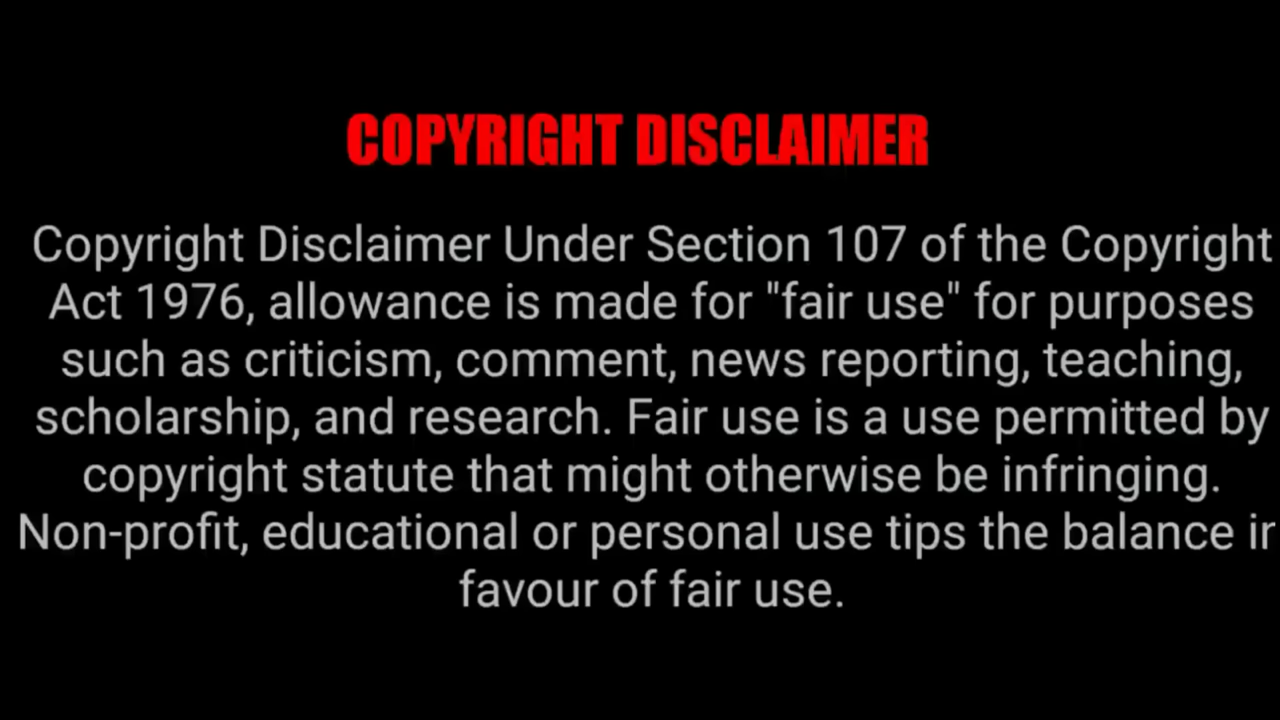 COPYRIGHT DISCLAIMER
Copyright Disclaimer Under Section 107 of the Copyright
Act 1976, allowance is made for "fair use" for purposes
such as criticism, comment, news reporting, teaching,
scholarship, and research. Fair use is a use permitted by
copyright statute that might otherwise be infringing.
Non-profit, educational or personal use tips the balance in
favour of fair use.